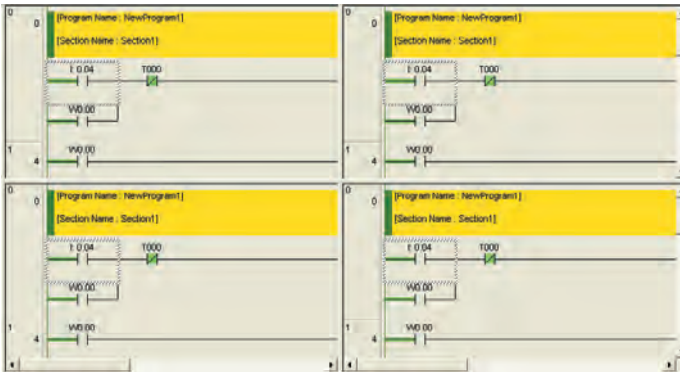 0
0
[Program Name : NewProgram1]
[Section Name : Section1]
I: 0.04 T000
W0.00
1
4
W0.00
0
0
[Program Name : NewProgram1]
[Section Name : Section1]
I: 0.04 T000
W0.00
1
4
W0.00
0
0
[Program Name : NewProgram1]
[Section Name : Section1]
I: 0.04 T000
W0.00
1
4
W0.00
0
0
[Program Name : NewProgram1]
[Section Name : Section1]
I: 0.04 T000
W0.00
1
4
W0.00